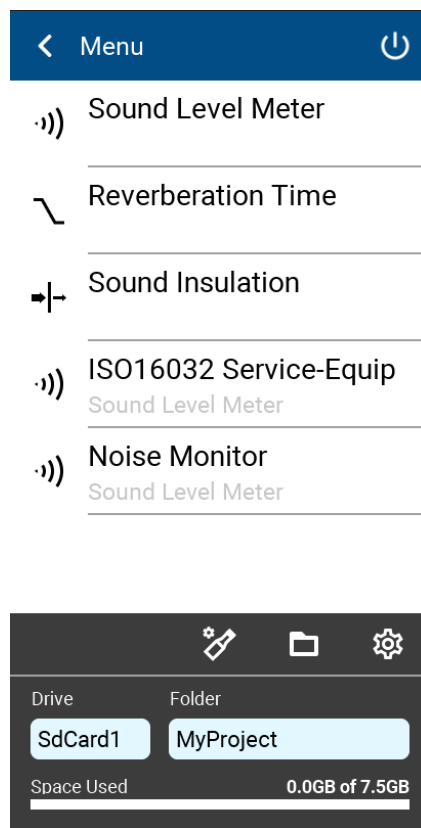 Menu
Sound Level Meter
Reverberation Time
Sound Insulation
ISO16032 Service-Equip
Sound Level Meter
Noise Monitor
Sound Level Meter
Drive Folder
SdCard1 MyProject
Space Used 0.0GB of 7.5GB